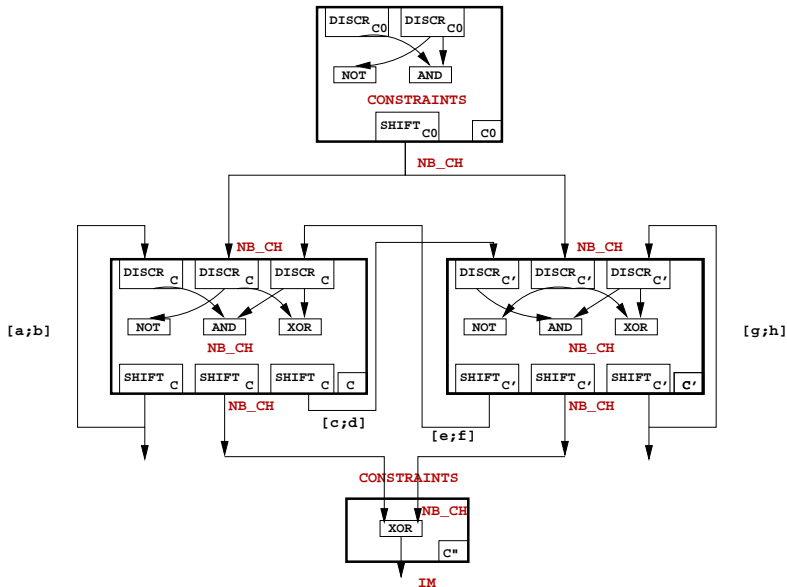 DISCR C0 DISCR C0
NOT AND
CONSTRAINTS
SHIFT C0 C0
NB_CH
NB_CH NB_CH
DISCR C DISCR C DISCR C DISCR C' DISCR C' DISCR C'
[a;b] NOT AND XOR NOT AND XOR [g;h]
NB_CH NB_CH
SHIFT C SHIFT C SHIFT C C SHIFT C' SHIFT C' SHIFT C' C'
NB_CH NB_CH
[c;d]
[e;f]
CONSTRAINTS
NB_CH
XOR
C"
IM